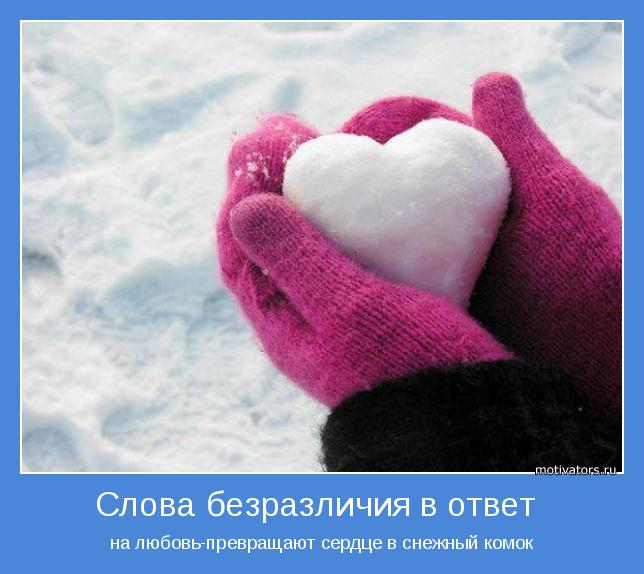 motivators.ru
Слова безразличия в ответ
на любовь-превращают сердце в снежный комок